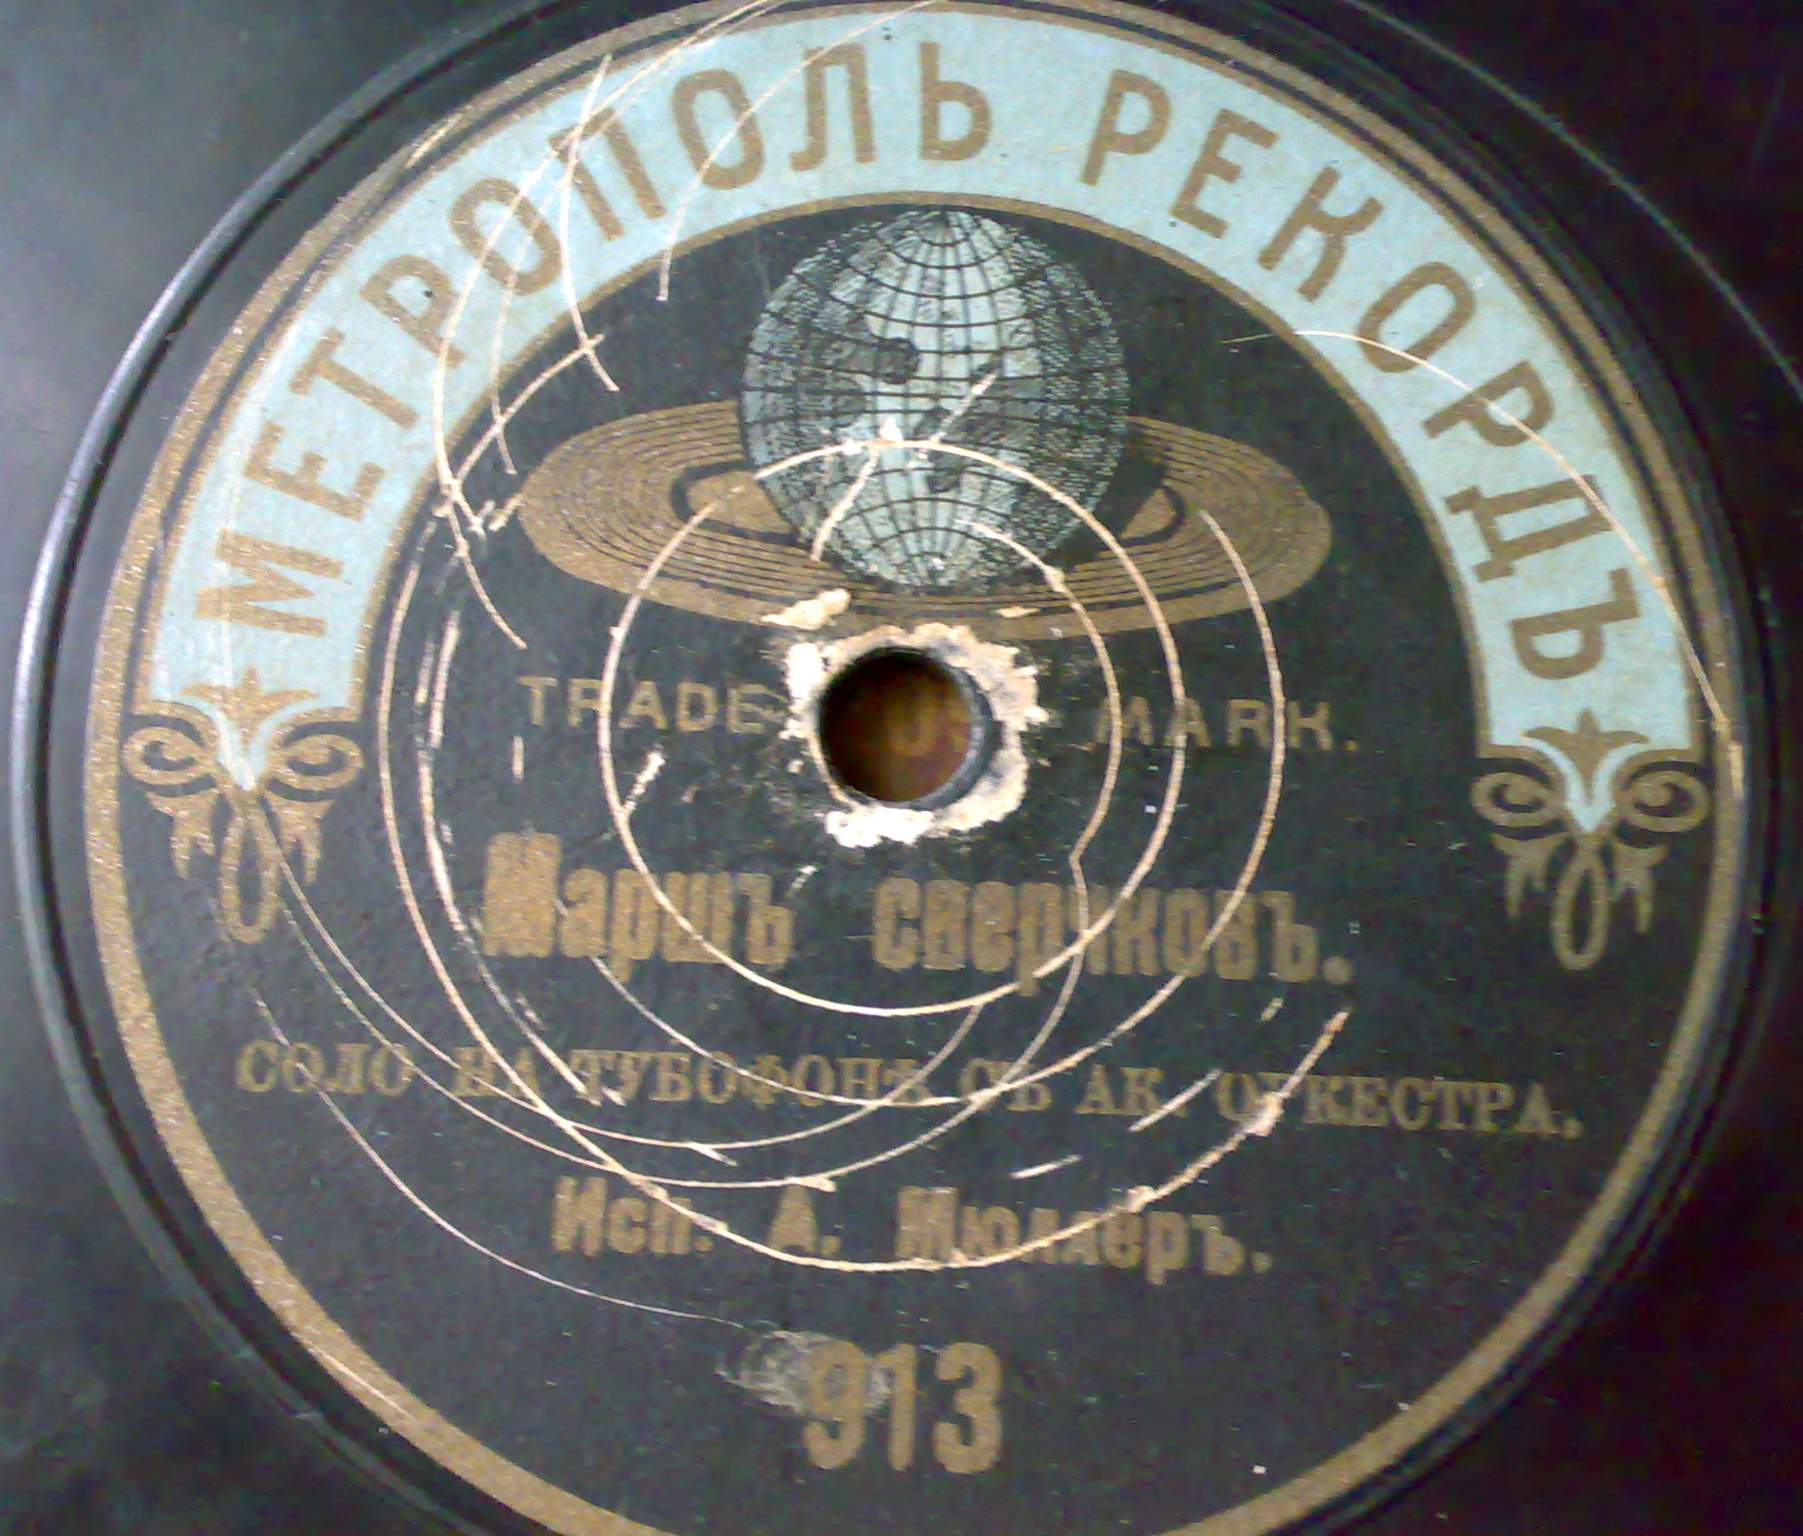 МЕТРОПОЛЬ РЕКОРДЪ
TRADE MARK.
Маршъ сверчковъ.
СОЛО НА ТУБОФОНѢ СЪ АК. ОРКЕСТРА.
Исп. А. Мюллеръ.
913